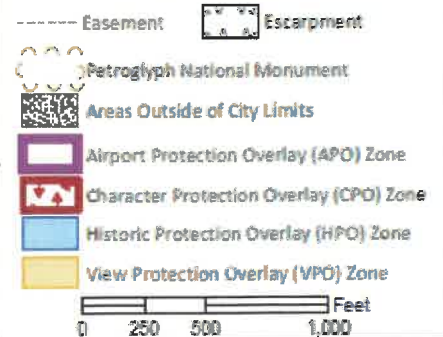 Easement Escarpment
Petroglyph National Monument
Areas Outside of City Limits
Airport Protection Overlay (APO) Zone
Character Protection Overlay (CPO) Zone
Historic Protection Overlay (HPO) Zone
View Protection Overlay (VPO) Zone
Feet
0 250 500 1,000